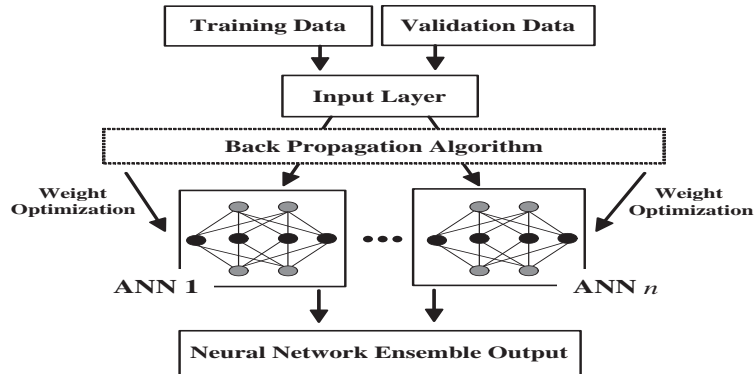 Training Data
Validation Data
Input Layer
Back Propagation Algorithm
Weight
Optimization
Weight
Optimization
ANN 1
ANN n
Neural Network Ensemble Output